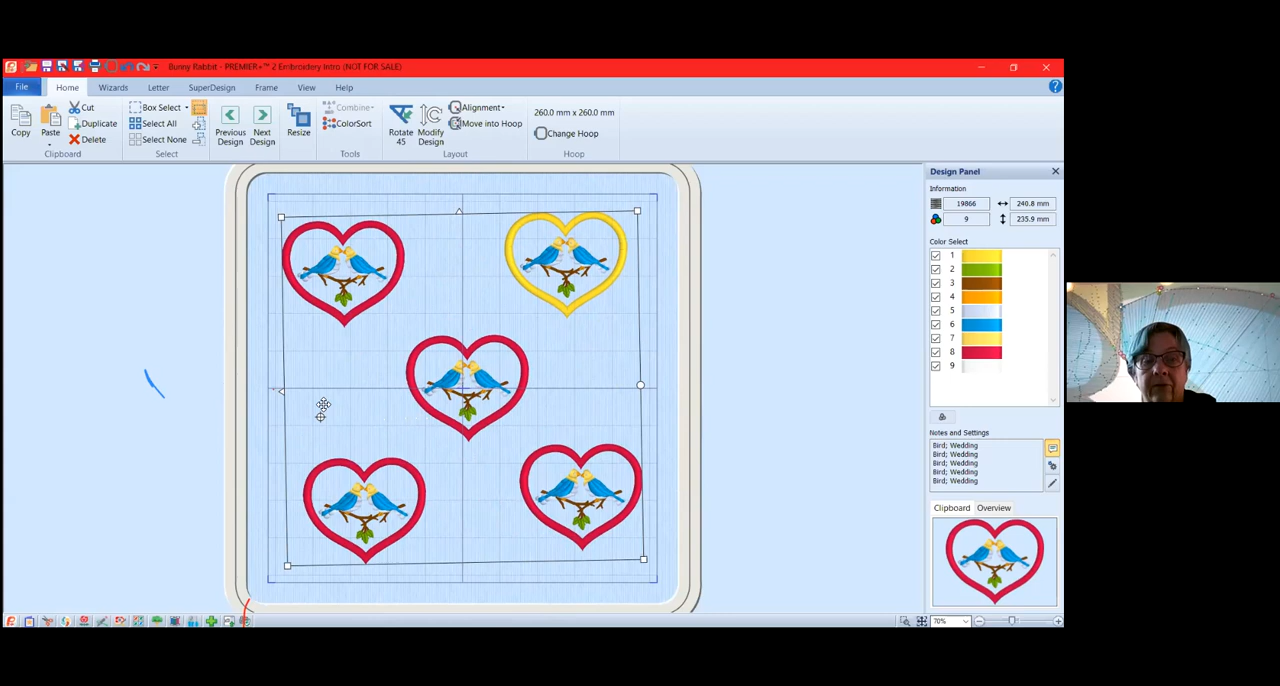 Bunny Rabbit - PREMIER+™ 2 Embroidery Intro (NOT FOR SALE)
File Home Wizards Letter SuperDesign Frame View Help
Copy
Paste
Cut
Duplicate
Delete
Clipboard
Box Select
Select All
Select None
Select
Previous
Design
Next
Design
Resize
Combine
ColorSort
Tools
Rotate
45
Modify
Design
Alignment
Move into Hoop
Layout
260.0 mm x 260.0 mm
Change Hoop
Hoop
Design Panel
Information
19866 240.8 mm
9 235.9 mm
Color Select
1
2
3
4
5
6
7
8
9
Notes and Settings
Bird; Wedding
Bird; Wedding
Bird; Wedding
Bird; Wedding
Bird; Wedding
Clipboard Overview
70%